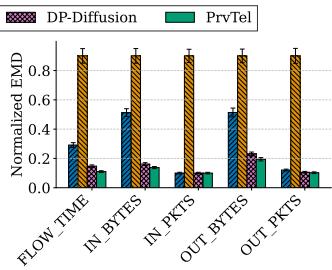 DP-Diffusion PrvTel
Normalized EMD
0.8
0.6
0.4
0.2
0.0
FLOW_TIME IN_BYTES IN_PKTS OUT_BYTES OUT_PKTS